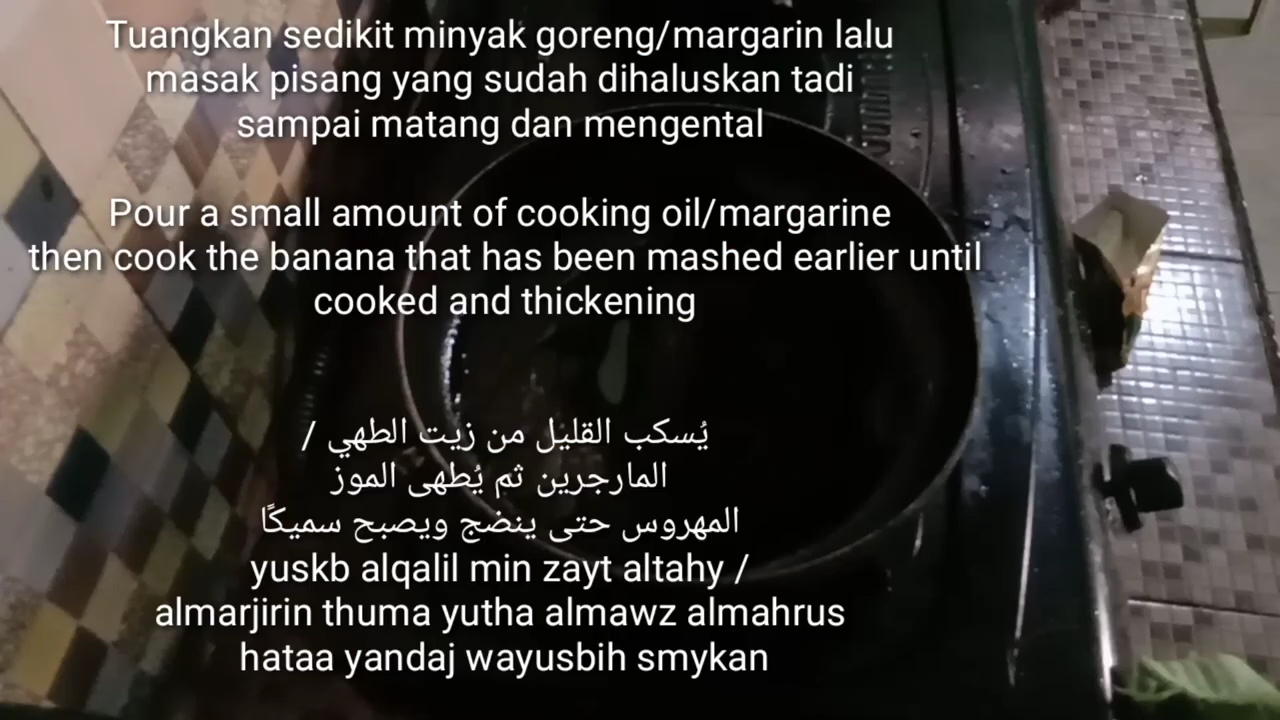 Tuangkan sedikit minyak goreng/margarin lalu
masak pisang yang sudah dihaluskan tadi
sampai matang dan mengental
Pour a small amount of cooking oil/margarine
then cook the banana that has been mashed earlier until
cooked and thickening
يُسكب القليل من زيت الطهي /
المارجرين ثم يُطهى الموز
المهروس حتى ينضج ويصبح سميكًا
yuskb alqalil min zayt altahy /
almarjirin thuma yutha almawz almahrus
hataa yandaj wayusbih smykan